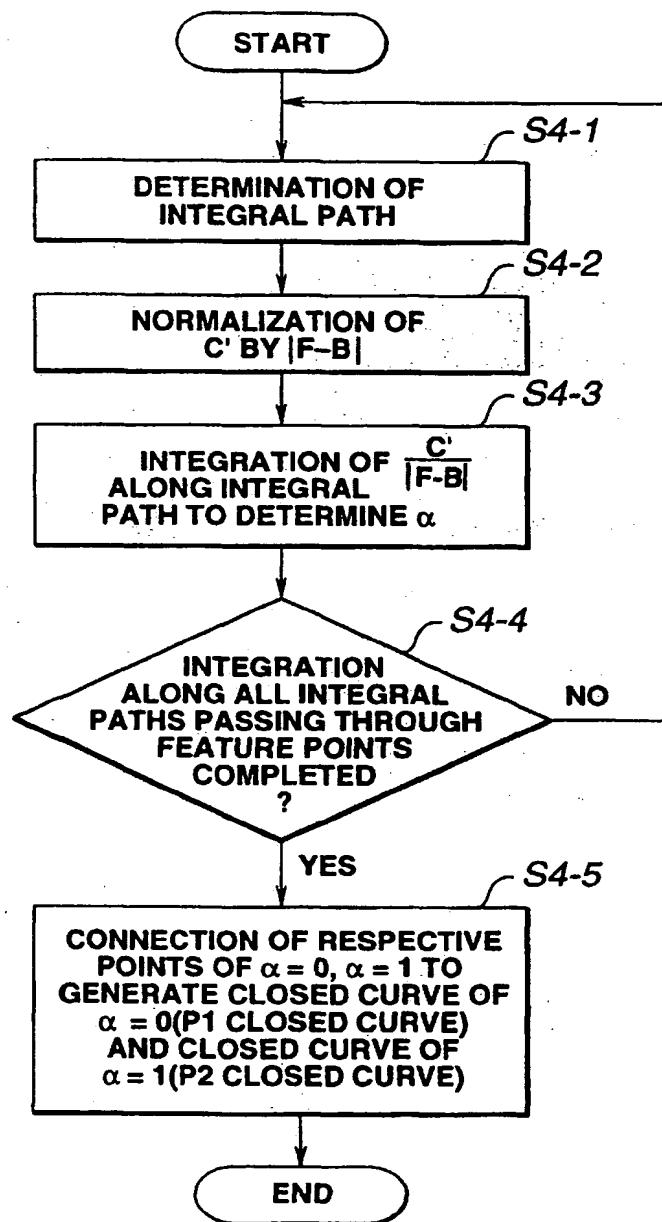 START
S4-1
DETERMINATION OF
INTEGRAL PATH
S4-2
NORMALIZATION OF
C' BY |F–B|
S4-3
INTEGRATION OF C'/|F-B|
ALONG INTEGRAL
PATH TO DETERMINE α
S4-4
INTEGRATION
ALONG ALL INTEGRAL
PATHS PASSING THROUGH
FEATURE POINTS
COMPLETED
?
NO
YES
S4-5
CONNECTION OF RESPECTIVE
POINTS OF α = 0, α = 1 TO
GENERATE CLOSED CURVE OF
α = 0(P1 CLOSED CURVE)
AND CLOSED CURVE OF
α = 1(P2 CLOSED CURVE)
END